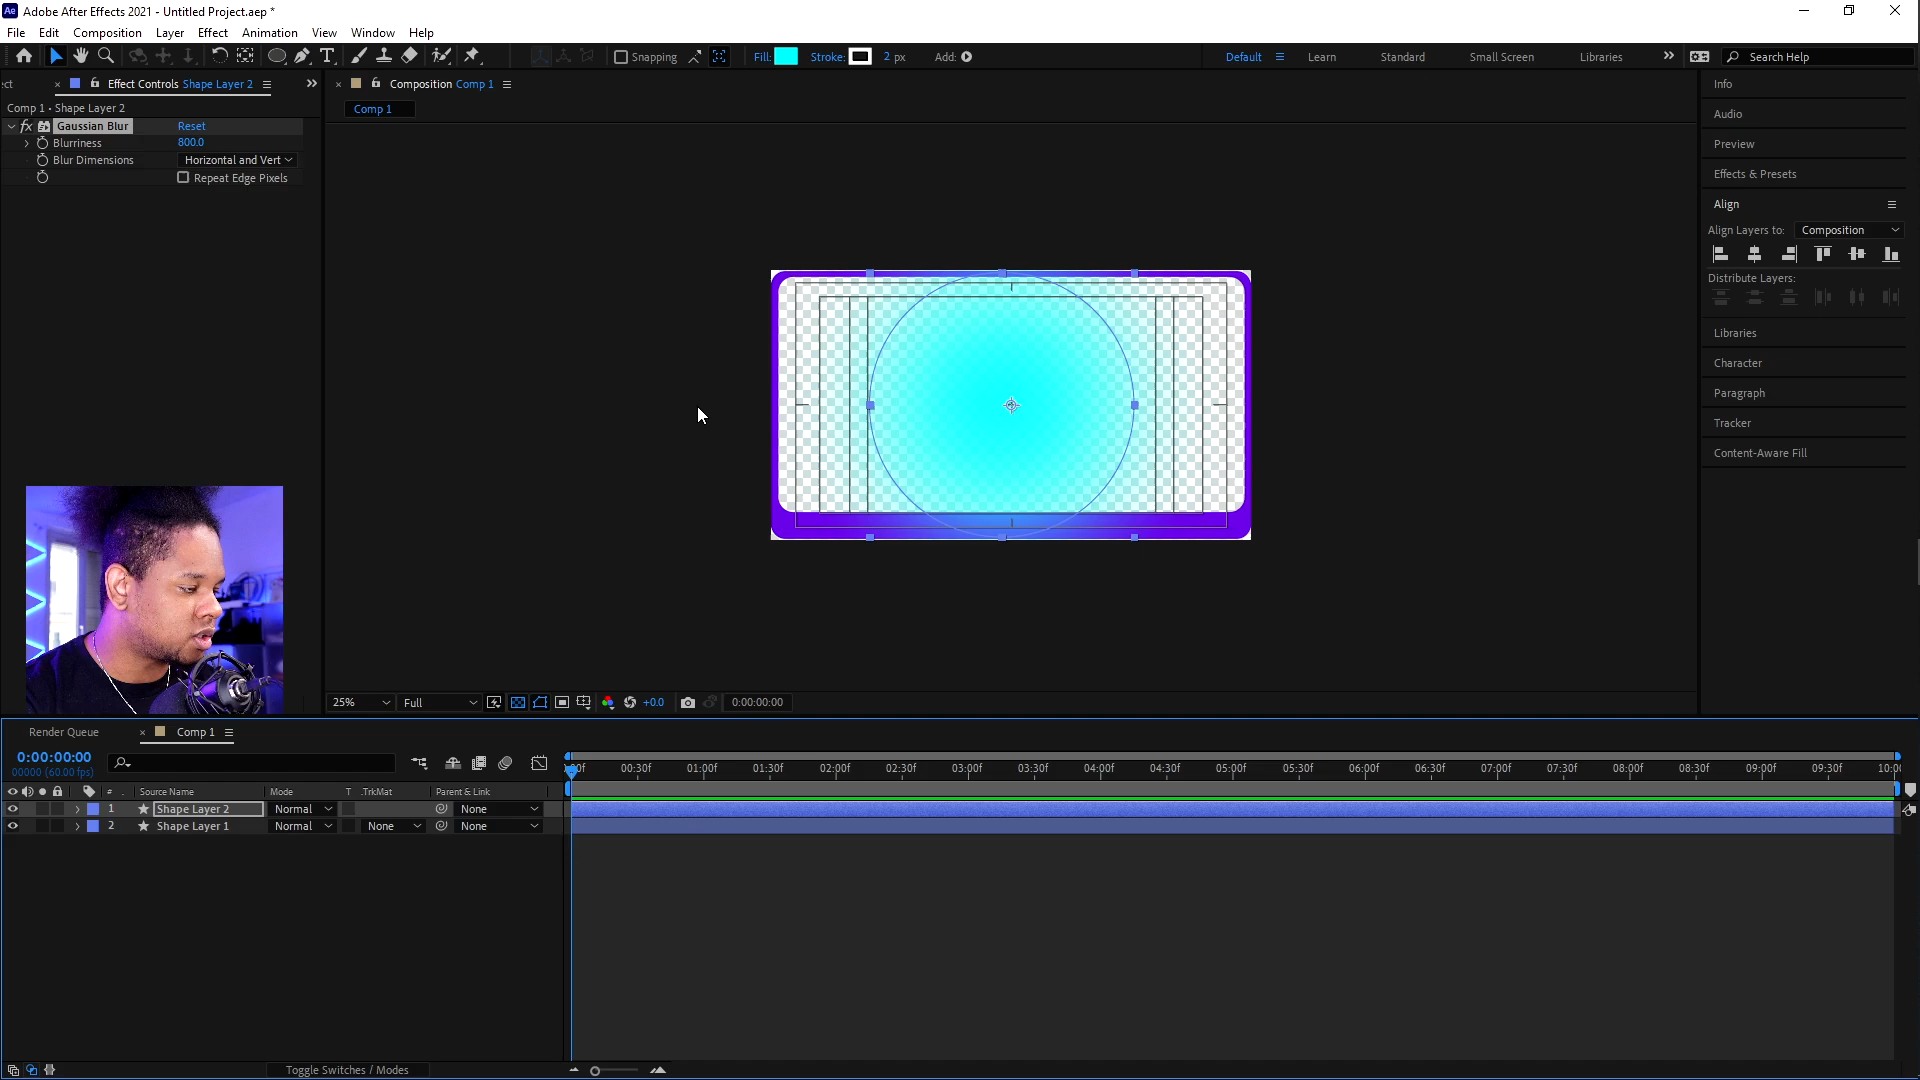 Ae Adobe After Effects 2021 - Untitled Project.aep *
File Edit Composition Layer Effect Animation View Window Help
Snapping
Fill:
Stroke:
2 px
Add:
Default
Learn
Standard
Small Screen
Libraries
Search Help
ct
Effect Controls Shape Layer 2
Comp 1 • Shape Layer 2
fx Gaussian Blur Reset
Blurriness 800.0
Blur Dimensions Horizontal and Vert
Repeat Edge Pixels
Composition Comp 1
Comp 1
Info
Audio
Preview
Effects & Presets
Align
Align Layers to: Composition
Distribute Layers:
Libraries
Character
Paragraph
Tracker
Content-Aware Fill
25% Full +0.0 0:00:00:00
Render Queue
Comp 1
0:00:00:00
00000 (60.00 fps)
00f 00:30f 01:00f 01:30f 02:00f 02:30f 03:00f 03:30f 04:00f 04:30f 05:00f 05:30f 06:00f 06:30f 07:00f 07:30f 08:00f 08:30f 09:00f 09:30f 10:00
# Source Name Mode T .TrkMat Parent & Link
1 Shape Layer 2 Normal None
2 Shape Layer 1 Normal None None
Toggle Switches / Modes